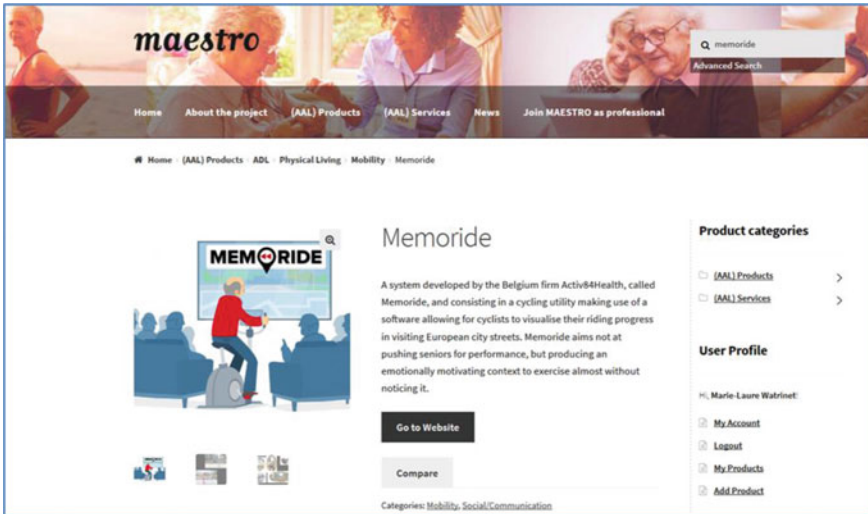 maestro
memoride
Advanced Search
Home About the project (AAL) Products (AAL) Services News Join MAESTRO as professional
Home › (AAL) Products › ADL › Physical Living › Mobility › Memoride
MEMORIDE
Memoride
A system developed by the Belgium firm Activ84Health, called
Memoride, and consisting in a cycling utility making use of a
software allowing for cyclists to visualise their riding progress
in visiting European city streets. Memoride aims not at
pushing seniors for performance, but producing an
emotionally motivating context to exercise almost without
noticing it.
Go to Website
Compare
Categories: Mobility, Social/Communication
Product categories
(AAL) Products
(AAL) Services
User Profile
Hi, Marie-Laure Watrinet
My Account
Logout
My Products
Add Product